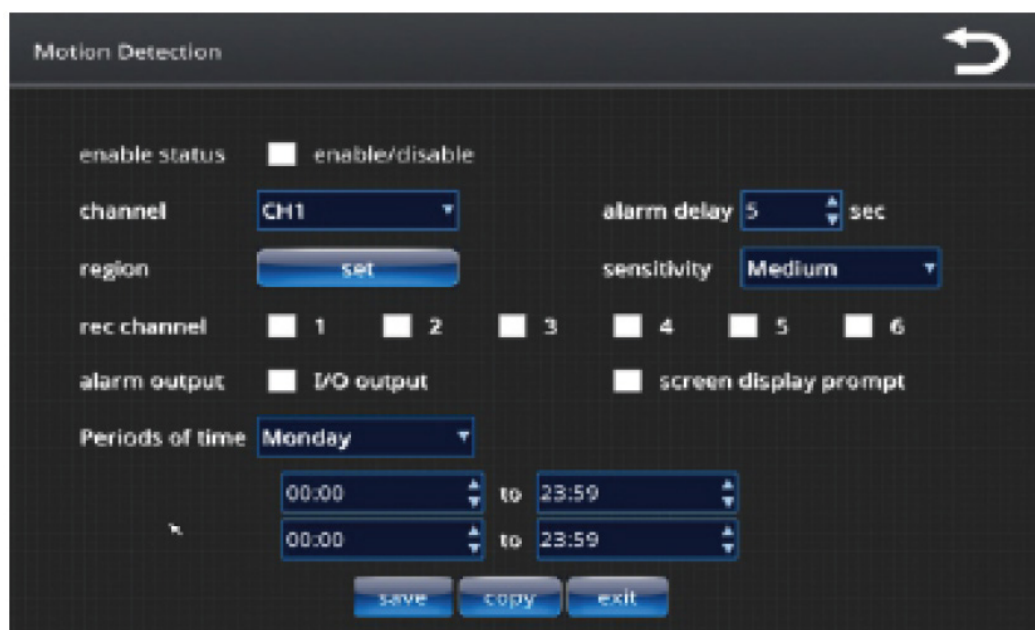 Motion Detection
enable status enable/disable
channel CH1 alarm delay 5 sec
region set sensitivity Medium
rec channel 1 2 3 4 5 6
alarm output I/O output screen display prompt
Periods of time Monday
00:00 to 23:59
00:00 to 23:59
save copy exit